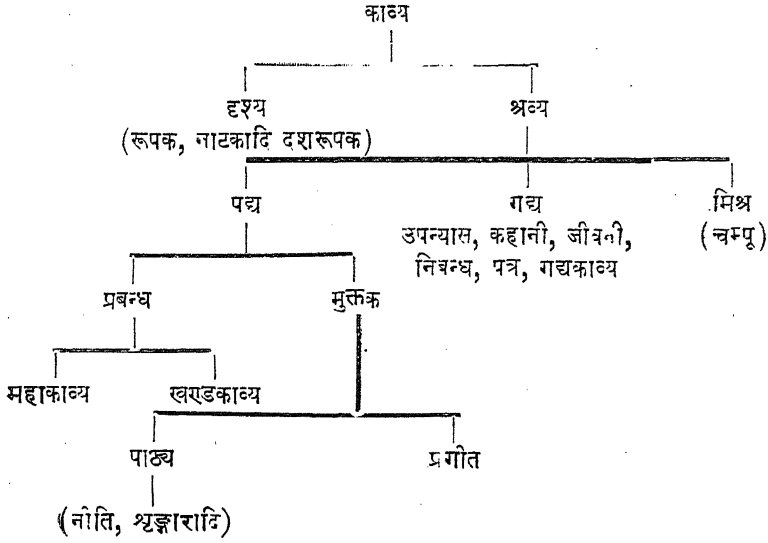 काव्य
दृश्य श्रव्य
(रूपक, नाटकादि दशरूपक)
पद्य गद्य मिश्र
उपन्यास, कहानी, जीवनी, (चम्पू)
निबन्ध, पत्र, गद्यकाव्य
प्रबन्ध मुक्तक
महाकाव्य खण्डकाव्य
पाठ्य प्रगीत
(नीति, शृङ्गारादि)